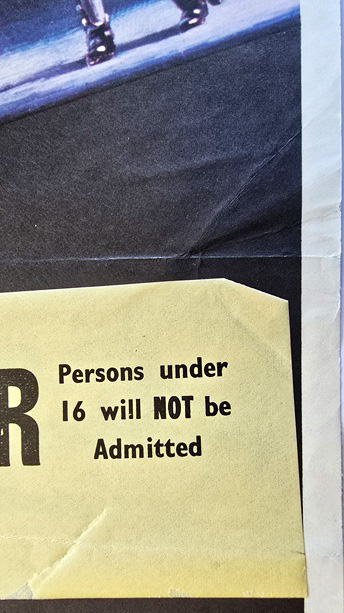 R
Persons under
16 will NOT be
Admitted